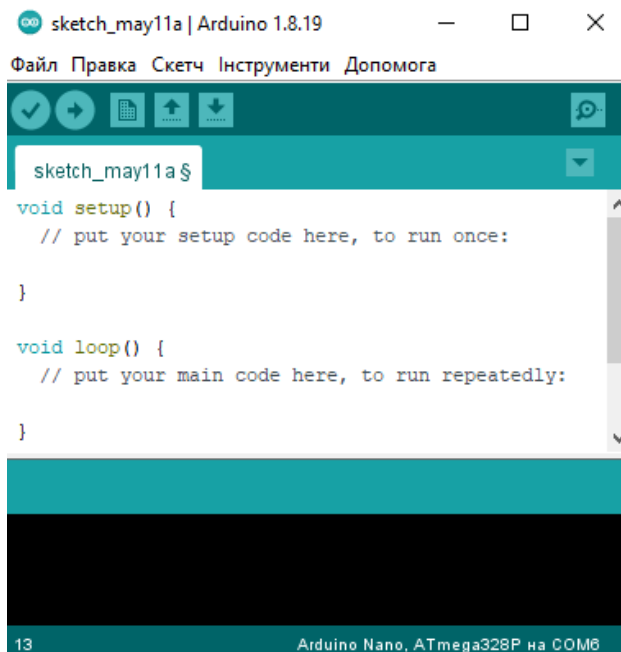 sketch_may11a | Arduino 1.8.19
Файл Правка Скетч Інструменти Допомога
sketch_may11a §
void setup() {
  // put your setup code here, to run once:
}
void loop() {
  // put your main code here, to run repeatedly:
}
13 Arduino Nano, ATmega328P на COM6